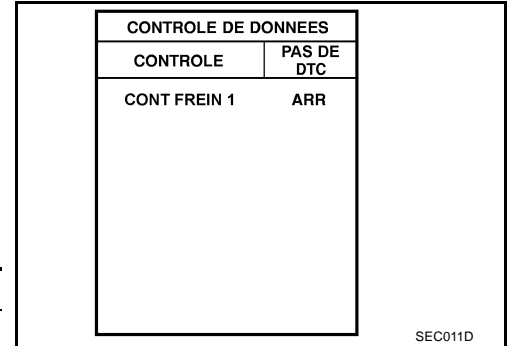 CONTROLE DE DONNEES
CONTROLE PAS DE DTC
CONT FREIN 1 ARR
SEC011D